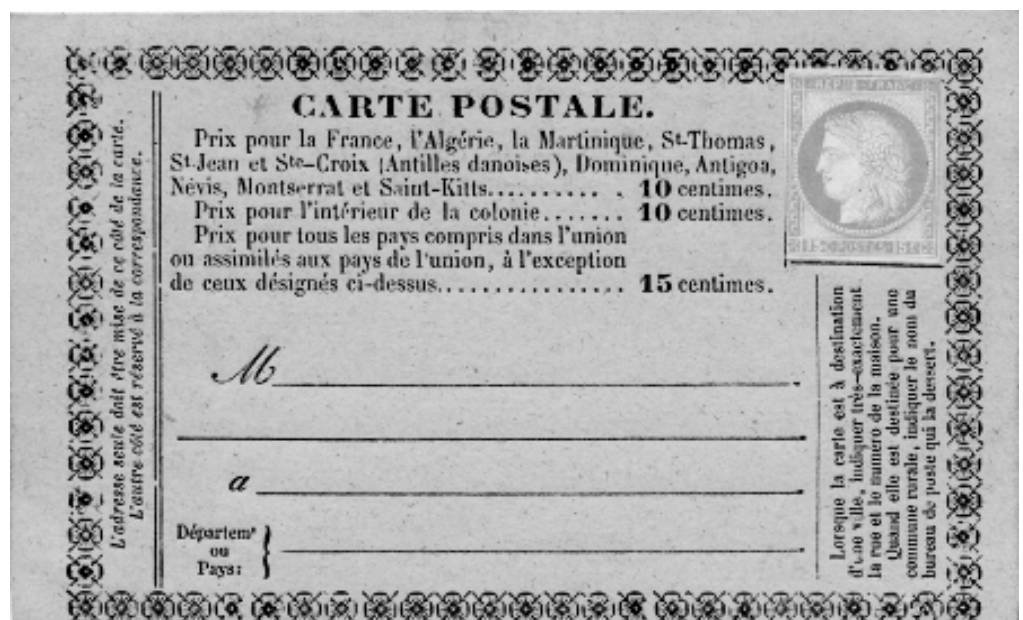 CARTE POSTALE.
Prix pour la France, l'Algérie, la Martinique, St-Thomas,
St-Jean et Ste-Croix (Antilles danoises), Dominique, Antigoa,
Névis, Montserrat et Saint-Kitts.......... 10 centimes.
Prix pour l'intérieur de la colonie....... 10 centimes.
Prix pour tous les pays compris dans l'union
ou assimilés aux pays de l'union, à l'exception
de ceux désignés ci-dessus................ 15 centimes.
M
a
Départemt
ou
Pays:
L'adresse seule doit être mise de ce côté de la carte.
L'autre côté est réservé à la correspondance.
Lorsque la carte est à destination
d'une ville, indiquer très-exactement
la rue et le numero de la maison.
Quand elle est destinée pour une
commune rurale, indiquer le nom du
bureau de poste qui la dessert.
REPUB FRANC